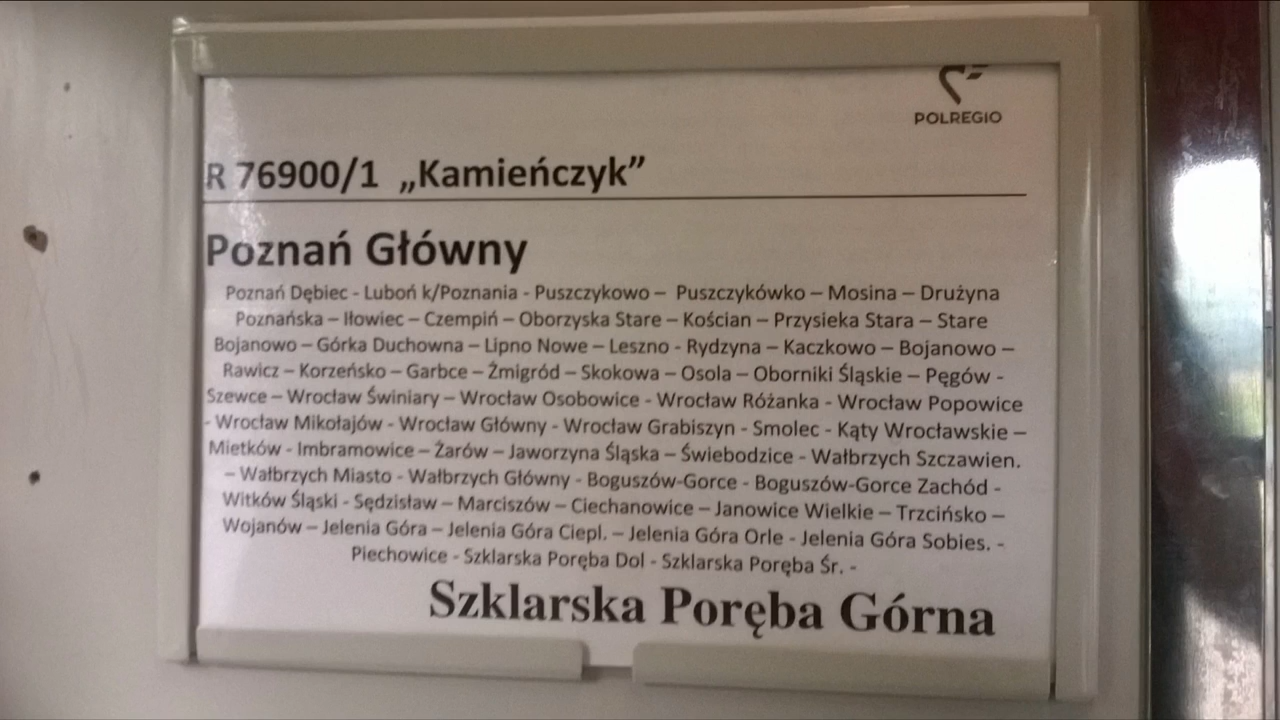 POLREGIO
R 76900/1 „Kamieńczyk”
Poznań Główny
Poznań Dębiec - Luboń k/Poznania - Puszczykowo – Puszczykówko – Mosina – Drużyna
Poznańska – Iłowiec – Czempiń – Oborzyska Stare – Kościan – Przysieka Stara – Stare
Bojanowo – Górka Duchowna – Lipno Nowe – Leszno - Rydzyna – Kaczkowo – Bojanowo –
Rawicz – Korzeńsko – Garbce – Żmigród – Skokowa – Osola – Oborniki Śląskie – Pęgów -
Szewce – Wrocław Świniary – Wrocław Osobowice - Wrocław Różanka - Wrocław Popowice
- Wrocław Mikołajów - Wrocław Główny - Wrocław Grabiszyn - Smolec - Kąty Wrocławskie –
Mietków - Imbramowice – Żarów – Jaworzyna Śląska – Świebodzice - Wałbrzych Szczawien.
– Wałbrzych Miasto - Wałbrzych Główny - Boguszów-Gorce - Boguszów-Gorce Zachód -
Witków Śląski - Sędzisław – Marciszów – Ciechanowice – Janowice Wielkie – Trzcińsko –
Wojanów – Jelenia Góra – Jelenia Góra Ciepl. – Jelenia Góra Orle - Jelenia Góra Sobies. -
Piechowice - Szklarska Poręba Dol - Szklarska Poręba Śr. -
Szklarska Poręba Górna